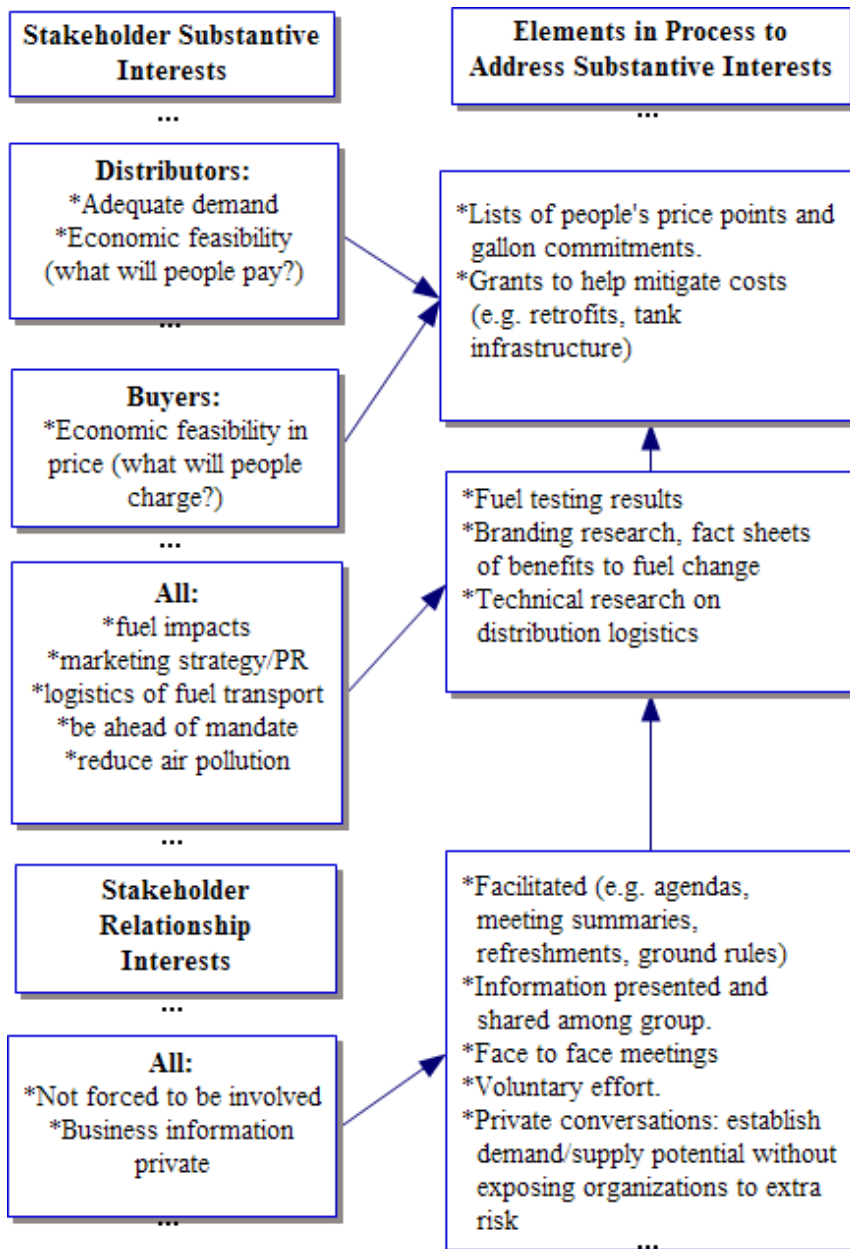 Stakeholder Substantive
Interests
...
Distributors:
*Adequate demand
*Economic feasibility
(what will people pay?)
...
Buyers:
*Economic feasibility in
price (what will people
charge?)
...
All:
*fuel impacts
*marketing strategy/PR
*logistics of fuel transport
*be ahead of mandate
*reduce air pollution
...
Stakeholder
Relationship
Interests
...
All:
*Not forced to be involved
*Business information
private
...
Elements in Process to
Address Substantive Interests
...
*Lists of people's price points and
gallon commitments.
*Grants to help mitigate costs
(e.g. retrofits, tank
infrastructure)
*Fuel testing results
*Branding research, fact sheets
of benefits to fuel change
*Technical research on
distribution logistics
*Facilitated (e.g. agendas,
meeting summaries,
refreshments, ground rules)
*Information presented and
shared among group.
*Face to face meetings
*Voluntary effort.
*Private conversations: establish
demand/supply potential without
exposing organizations to extra
risk
...